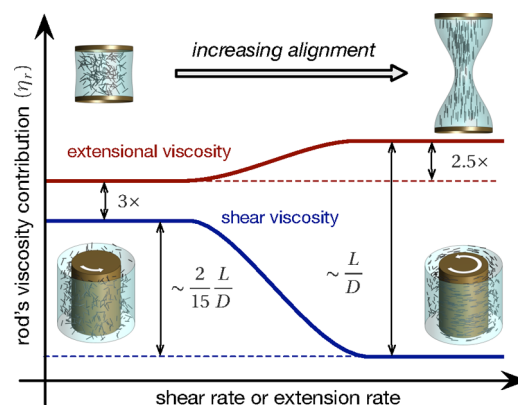 increasing alignment
extensional viscosity
2.5×
3×
shear viscosity
~ 2/15 L/D
~ L/D
rod's viscosity contribution (ηr)
shear rate or extension rate